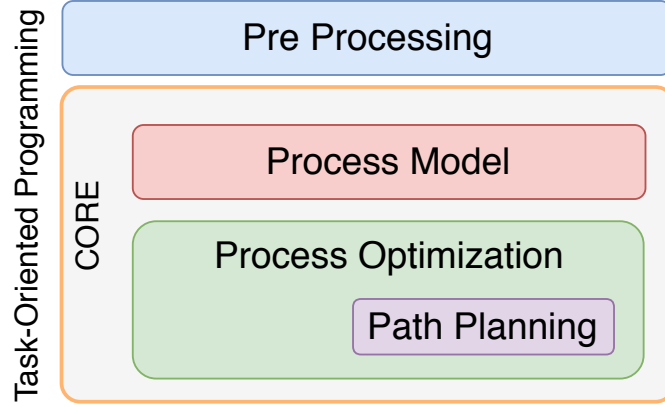 Task-Oriented Programming
Pre Processing
CORE
Process Model
Process Optimization
Path Planning